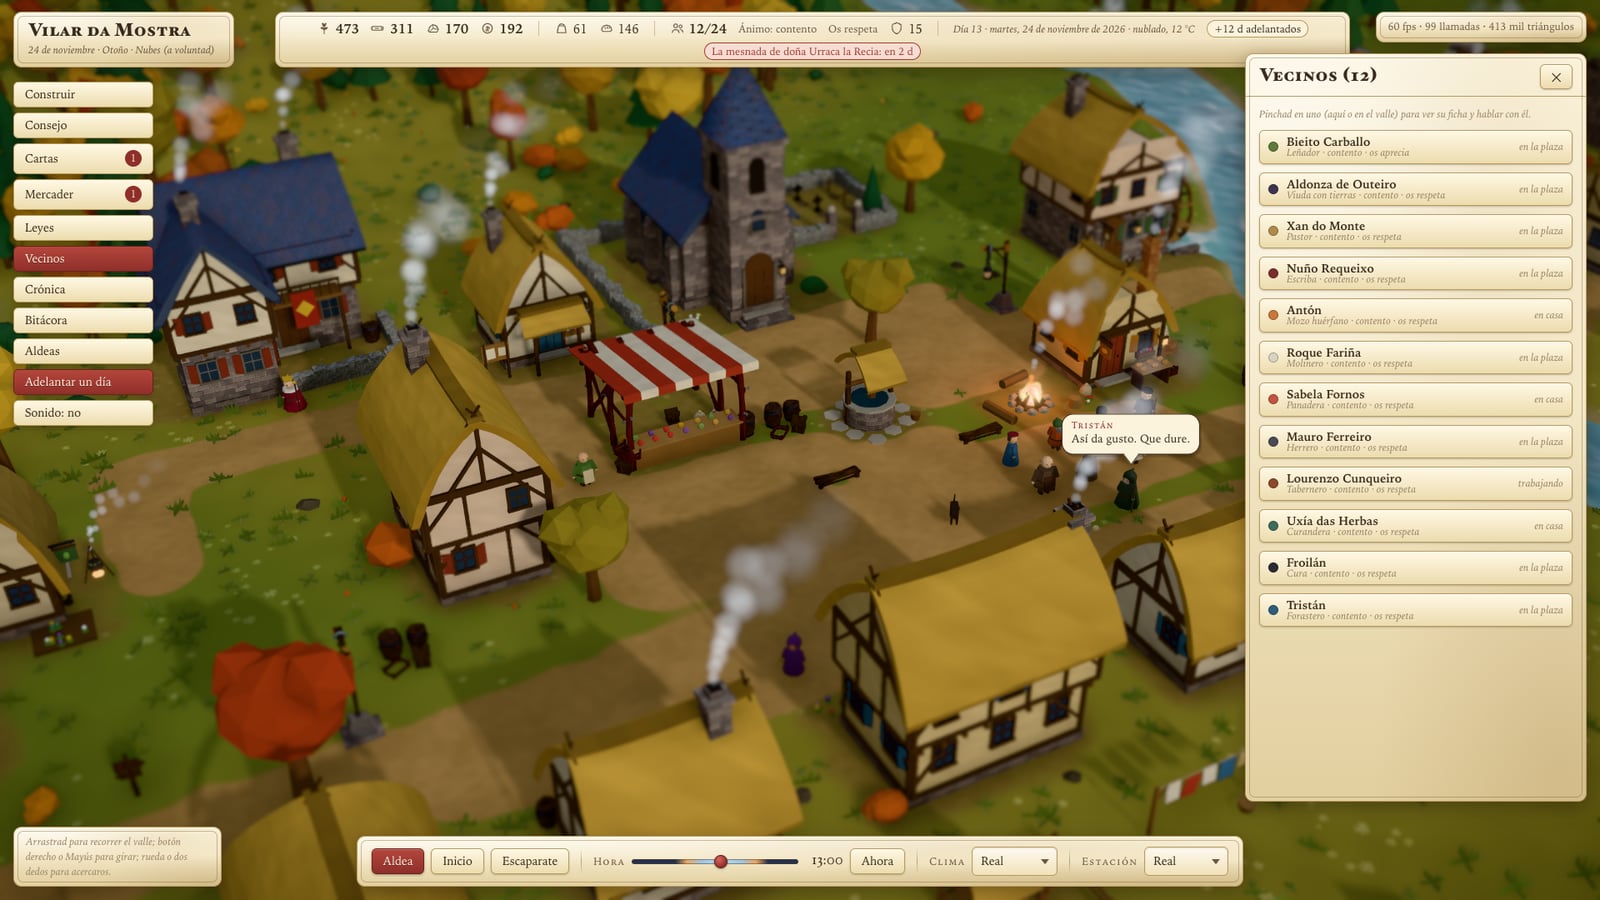 Vilar da Mostra
24 de noviembre · Otoño · Nubes (a voluntad)
473 311 170 192 61 146 12/24 Ánimo: contento Os respeta 15 Día 13 · martes, 24 de noviembre de 2026 · nublado, 12 °C +12 d adelantados
La mesnada de doña Urraca la Recia: en 2 d
60 fps · 99 llamadas · 413 mil triángulos
Construir
Consejo
Cartas 1
Mercader 1
Leyes
Vecinos
Crónica
Bitácora
Aldeas
Adelantar un día
Sonido: no
Tristán
Así da gusto. Que dure.
Vecinos (12)
Pinchad en uno (aquí o en el valle) para ver su ficha y hablar con él.
Bieito Carballo
Leñador · contento · os aprecia
en la plaza
Aldonza de Outeiro
Viuda con tierras · contento · os respeta
en la plaza
Xan do Monte
Pastor · contento · os respeta
en la plaza
Nuño Requeixo
Escriba · contento · os respeta
en la plaza
Antón
Mozo huérfano · contento · os respeta
en casa
Roque Fariña
Molinero · contento · os respeta
en la plaza
Sabela Fornos
Panadera · contento · os respeta
en casa
Mauro Ferreiro
Herrero · contento · os respeta
en la plaza
Lourenzo Cunqueiro
Tabernero · contento · os respeta
trabajando
Uxía das Herbas
Curandera · contento · os respeta
en casa
Froilán
Cura · contento · os respeta
en la plaza
Tristán
Forastero · contento · os respeta
en la plaza
Arrastrad para recorrer el valle; botón
derecho o Mayús para girar; rueda o dos
dedos para acercaros.
Aldea Inicio Escaparate Hora 13:00 Ahora Clima Real Estación Real